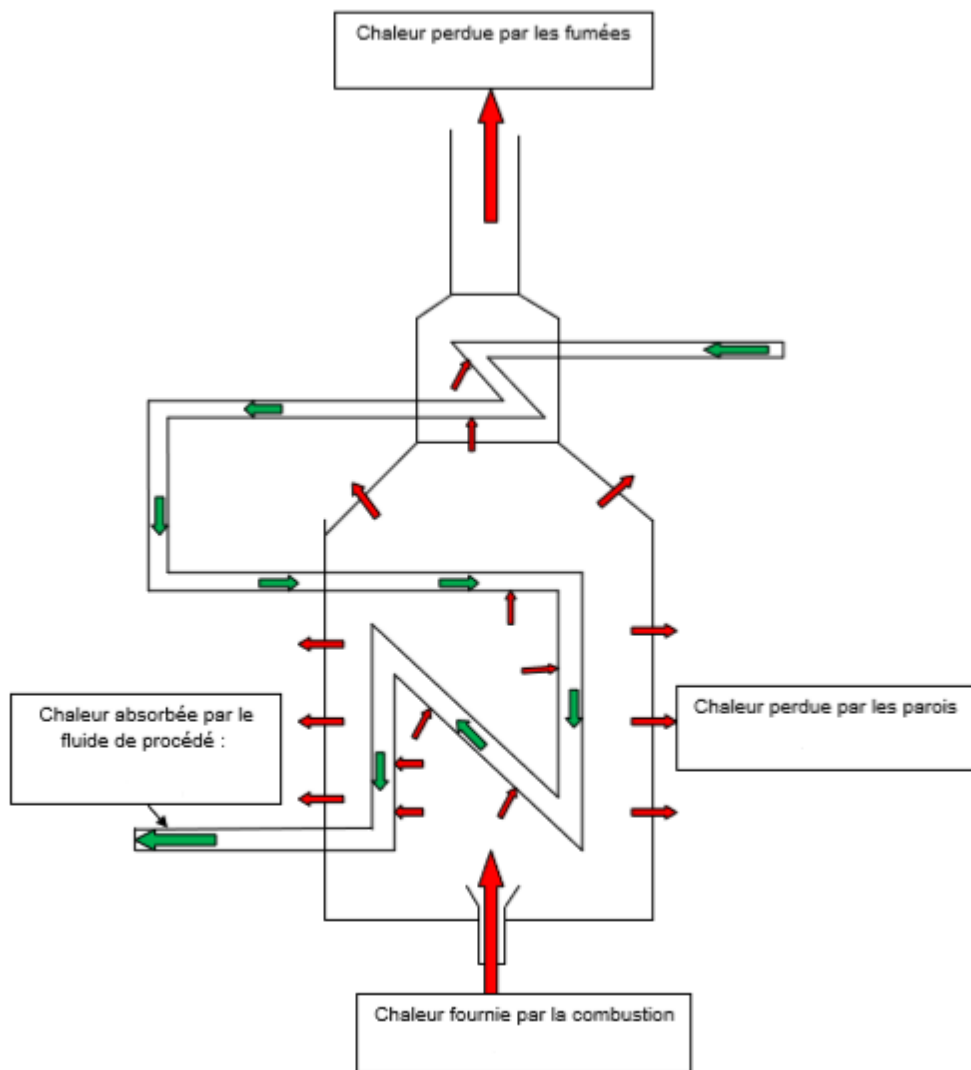 Chaleur perdue par les fumées
Chaleur absorbée par le
fluide de procédé :
Chaleur perdue par les parois
Chaleur fournie par la combustion